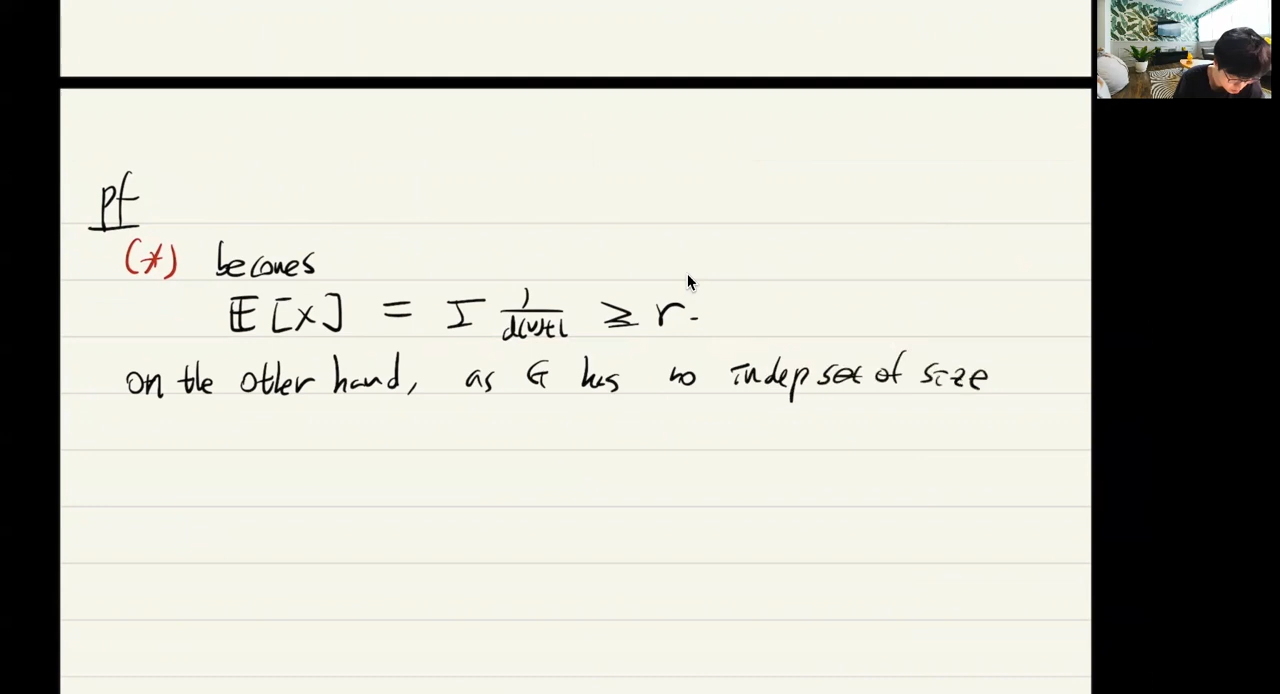 pf
(*) becomes
E[X] = Σ 1/(d(v)+1) ≥ r.
on the other hand, as G has no indep set of size